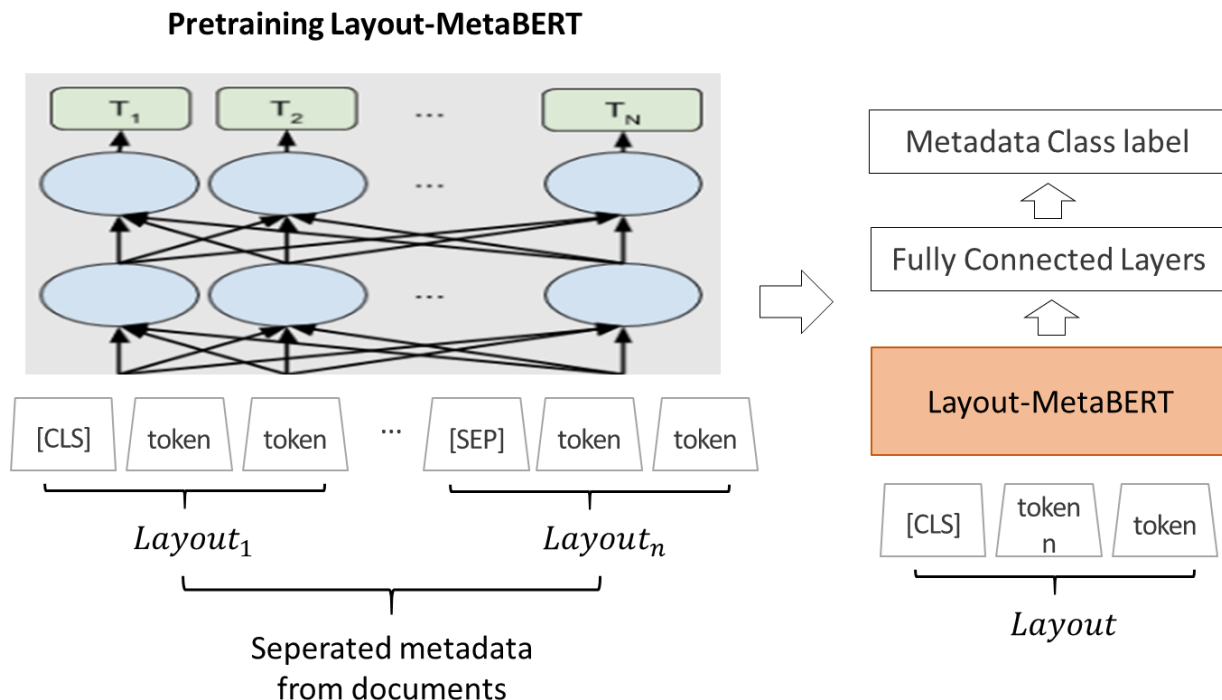 Pretraining Layout-MetaBERT
T1 T2 ... TN
...
...
[CLS] token token ... [SEP] token token
Layout1 Layoutn
Seperated metadata
from documents
Metadata Class label
Fully Connected Layers
Layout-MetaBERT
[CLS] token
n token
Layout